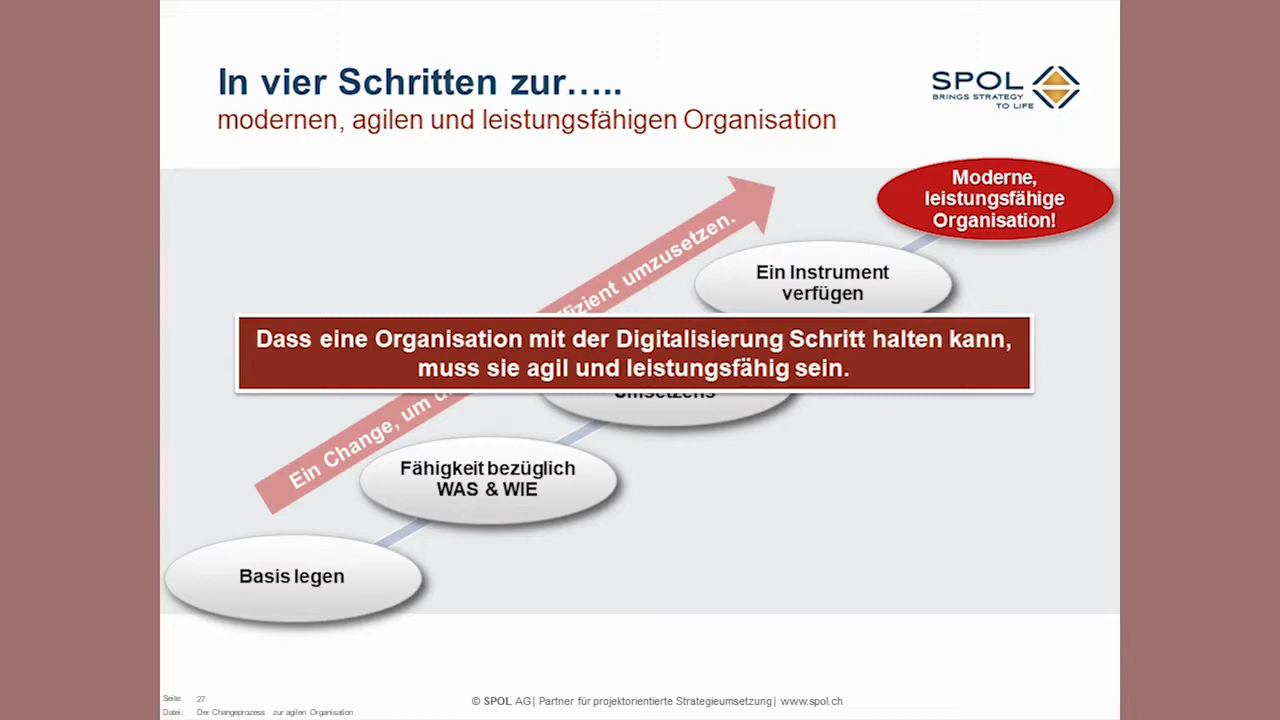 In vier Schritten zur.....
modernen, agilen und leistungsfähigen Organisation
SPOL
BRINGS STRATEGY
TO LIFE
Moderne,
leistungsfähige
Organisation!
Ein Instrument
verfügen
Dass eine Organisation mit der Digitalisierung Schritt halten kann,
muss sie agil und leistungsfähig sein.
Ein Change, um umzusetzen.
Fähigkeit bezüglich
WAS & WIE
Basis legen
Seite: 27
Datei: Der Changeprozess zur agilen Organisation
© SPOL AG| Partner für projektorientierte Strategieumsetzung| www.spol.ch